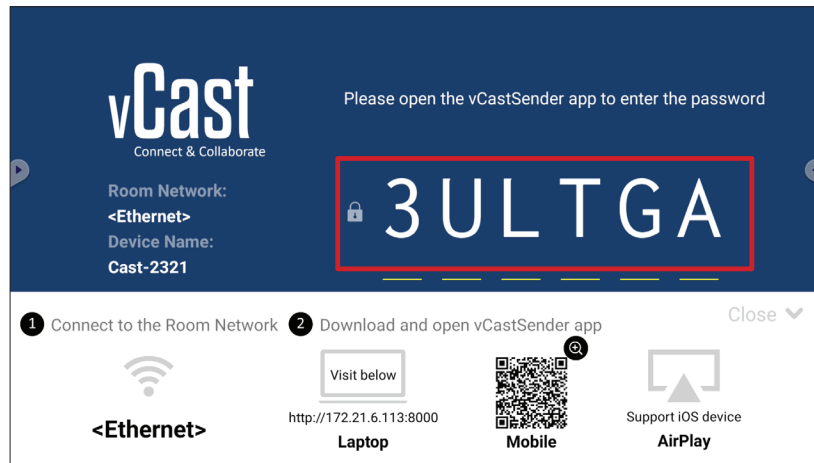 vCast
Connect & Collaborate
Please open the vCastSender app to enter the password
Room Network:
<Ethernet>
Device Name:
Cast-2321
3ULTGA
1 Connect to the Room Network
2 Download and open vCastSender app
Close
<Ethernet>
Visit below
http://172.21.6.113:8000
Laptop
Mobile
Support iOS device
AirPlay